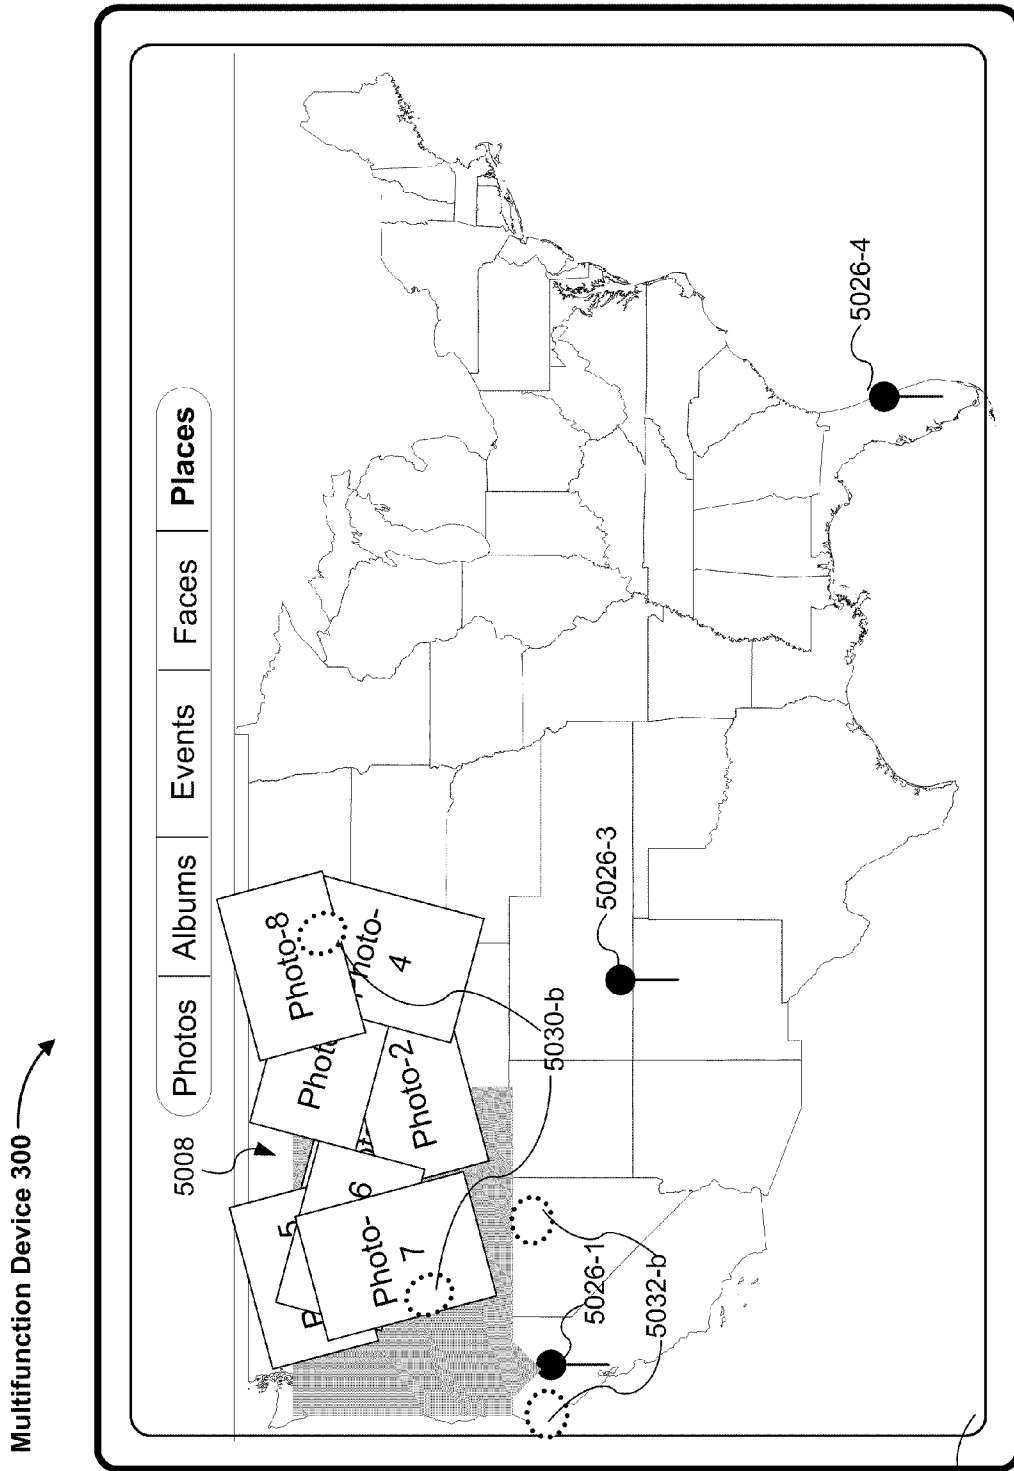 Multifunction Device 300
Photos
Albums
Events
Faces
Places
5008
Photo-8
Photo-
4
Photo-2
5
6
Photo-
7
5030-b
5026-3
5026-4
5026-1
5032-b